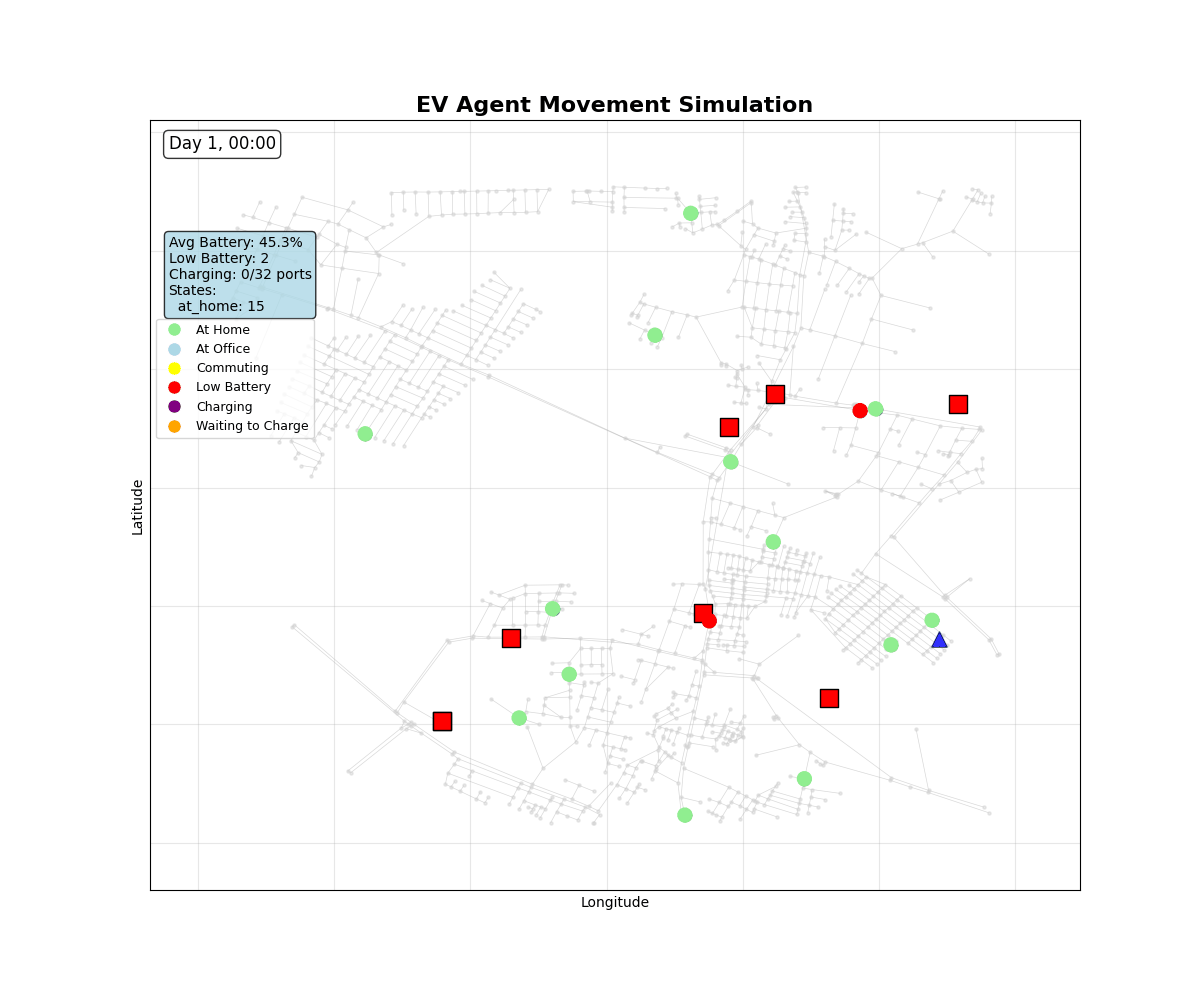 EV Agent Movement Simulation
Day 1, 00:00
Avg Battery: 45.3%
Low Battery: 2
Charging: 0/32 ports
States:
at_home: 15
At Home
At Office
Commuting
Low Battery
Charging
Waiting to Charge
Latitude
Longitude